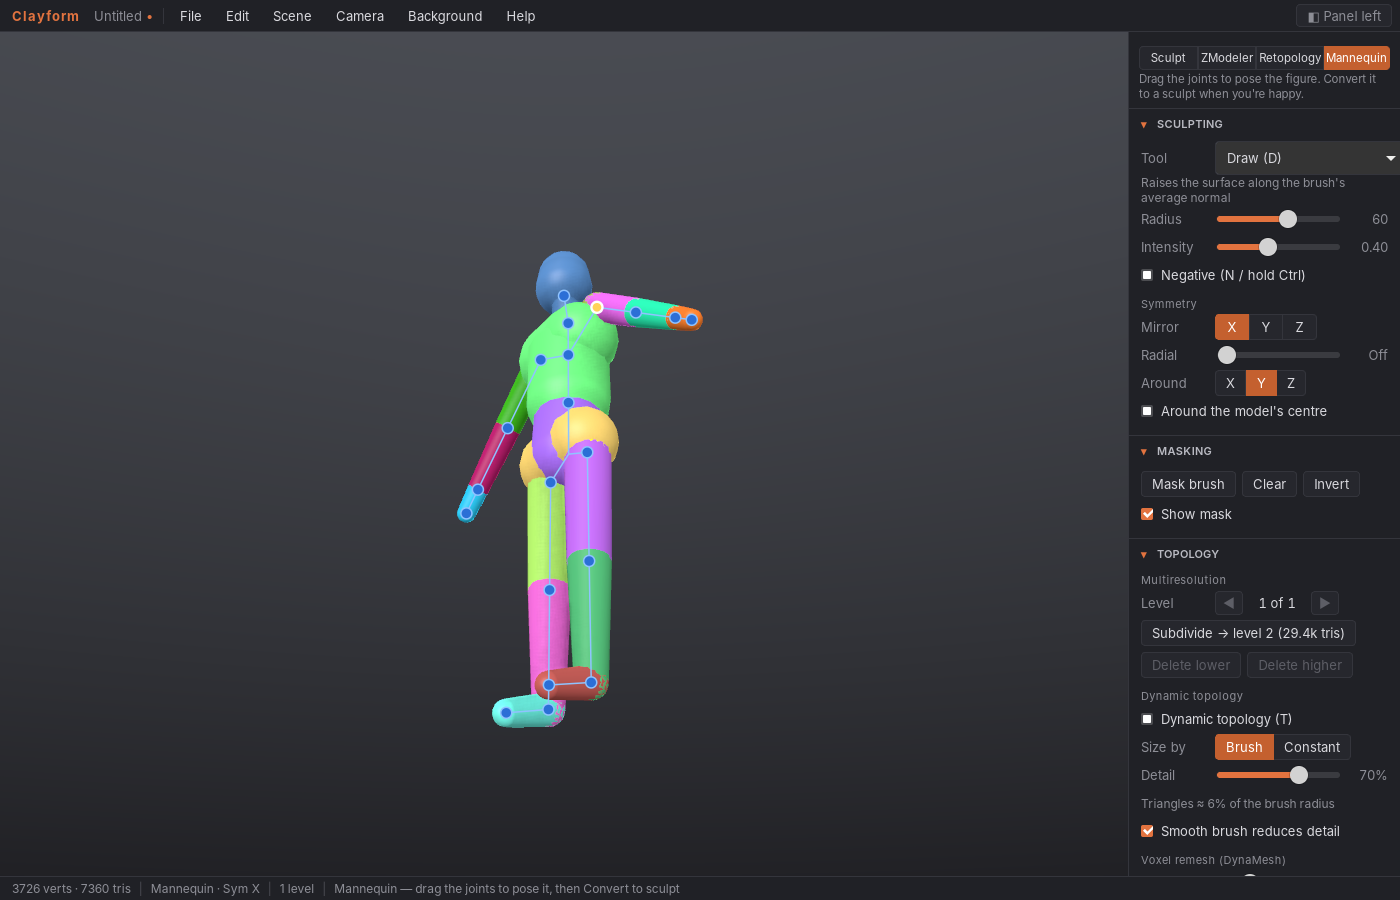 Clayform Untitled • File Edit Scene Camera Background Help Panel left
Sculpt ZModeler Retopology Mannequin
Drag the joints to pose the figure. Convert it
to a sculpt when you're happy.
SCULPTING
Tool Draw (D)
Raises the surface along the brush's
average normal
Radius 60
Intensity 0.40
Negative (N / hold Ctrl)
Symmetry
Mirror X Y Z
Radial Off
Around X Y Z
Around the model's centre
MASKING
Mask brush Clear Invert
Show mask
TOPOLOGY
Multiresolution
Level 1 of 1
Subdivide → level 2 (29.4k tris)
Delete lower Delete higher
Dynamic topology
Dynamic topology (T)
Size by Brush Constant
Detail 70%
Triangles ≈ 6% of the brush radius
Smooth brush reduces detail
Voxel remesh (DynaMesh)
3726 verts · 7360 tris Mannequin · Sym X 1 level Mannequin — drag the joints to pose it, then Convert to sculpt